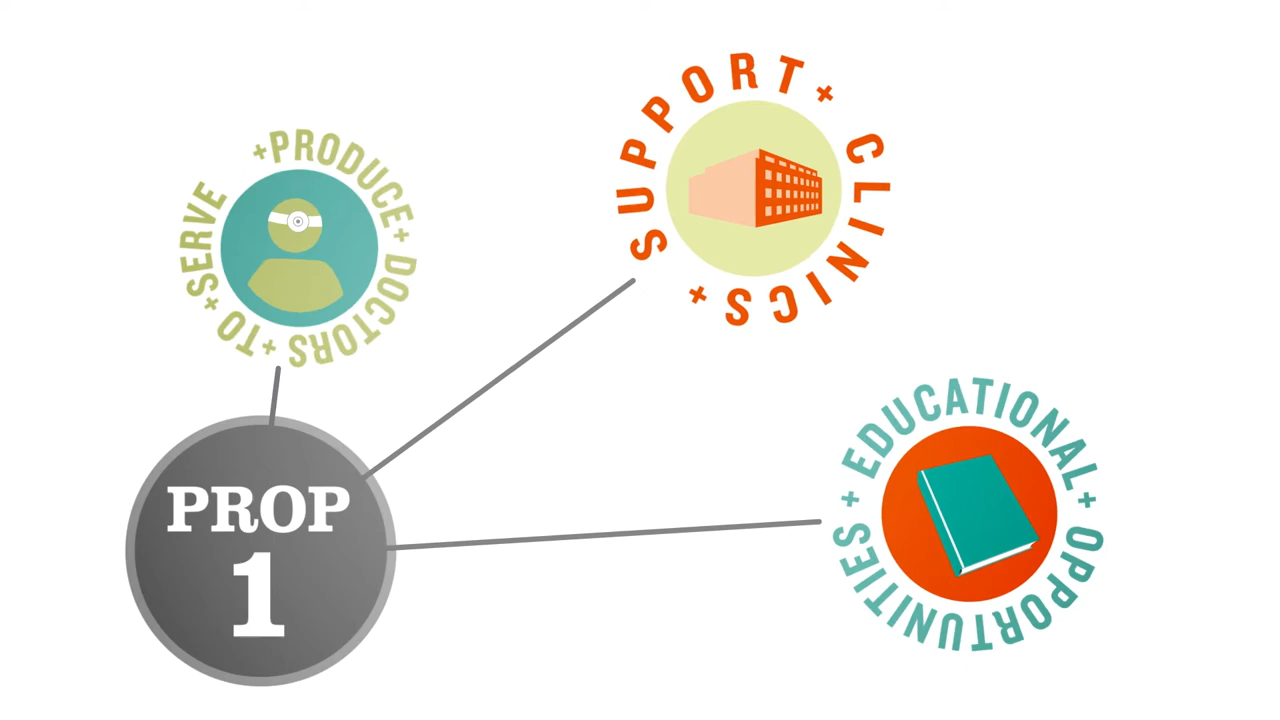 +PRODUCE+ DOCTORS +TO+SERVE
SUPPORT+ CLINICS+
PROP
1
EDUCATIONAL+ OPPORTUNITIES +